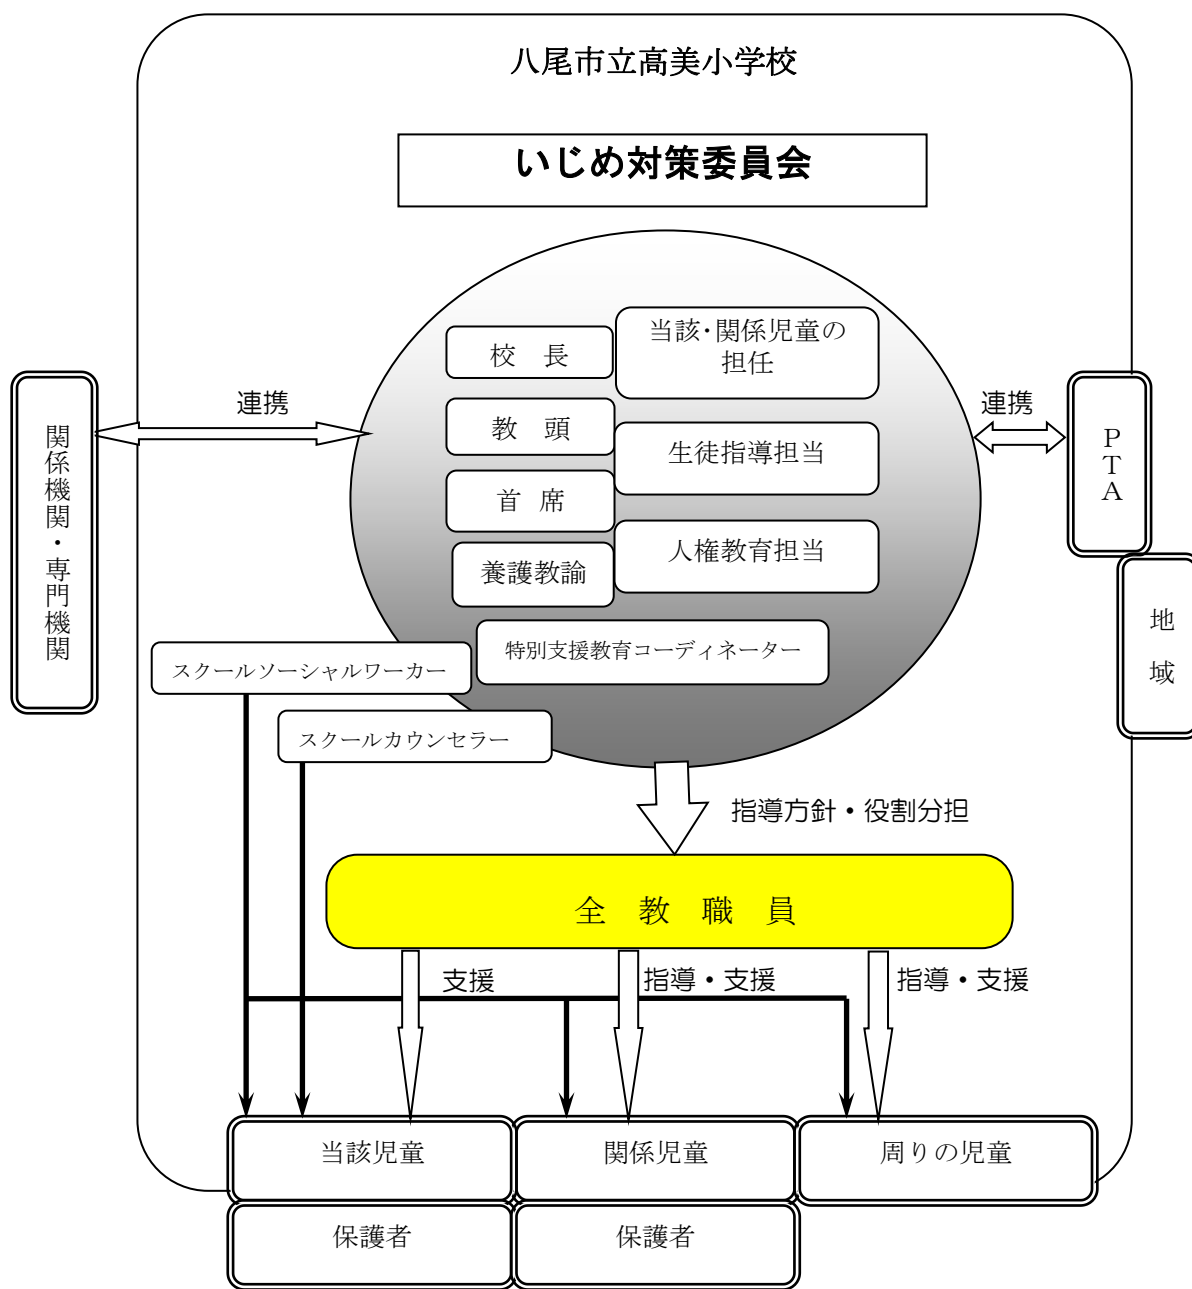 八尾市立高美小学校
いじめ対策委員会
校　長
当該・関係児童の
担任
連携
連携
教　頭
生徒指導担当
関係機関・専門機関
PTA
首　席
人権教育担当
養護教諭
地域
特別支援教育コーディネーター
スクールソーシャルワーカー
スクールカウンセラー
指導方針・役割分担
全　教　職　員
支援
指導・支援
指導・支援
当該児童
関係児童
周りの児童
保護者
保護者